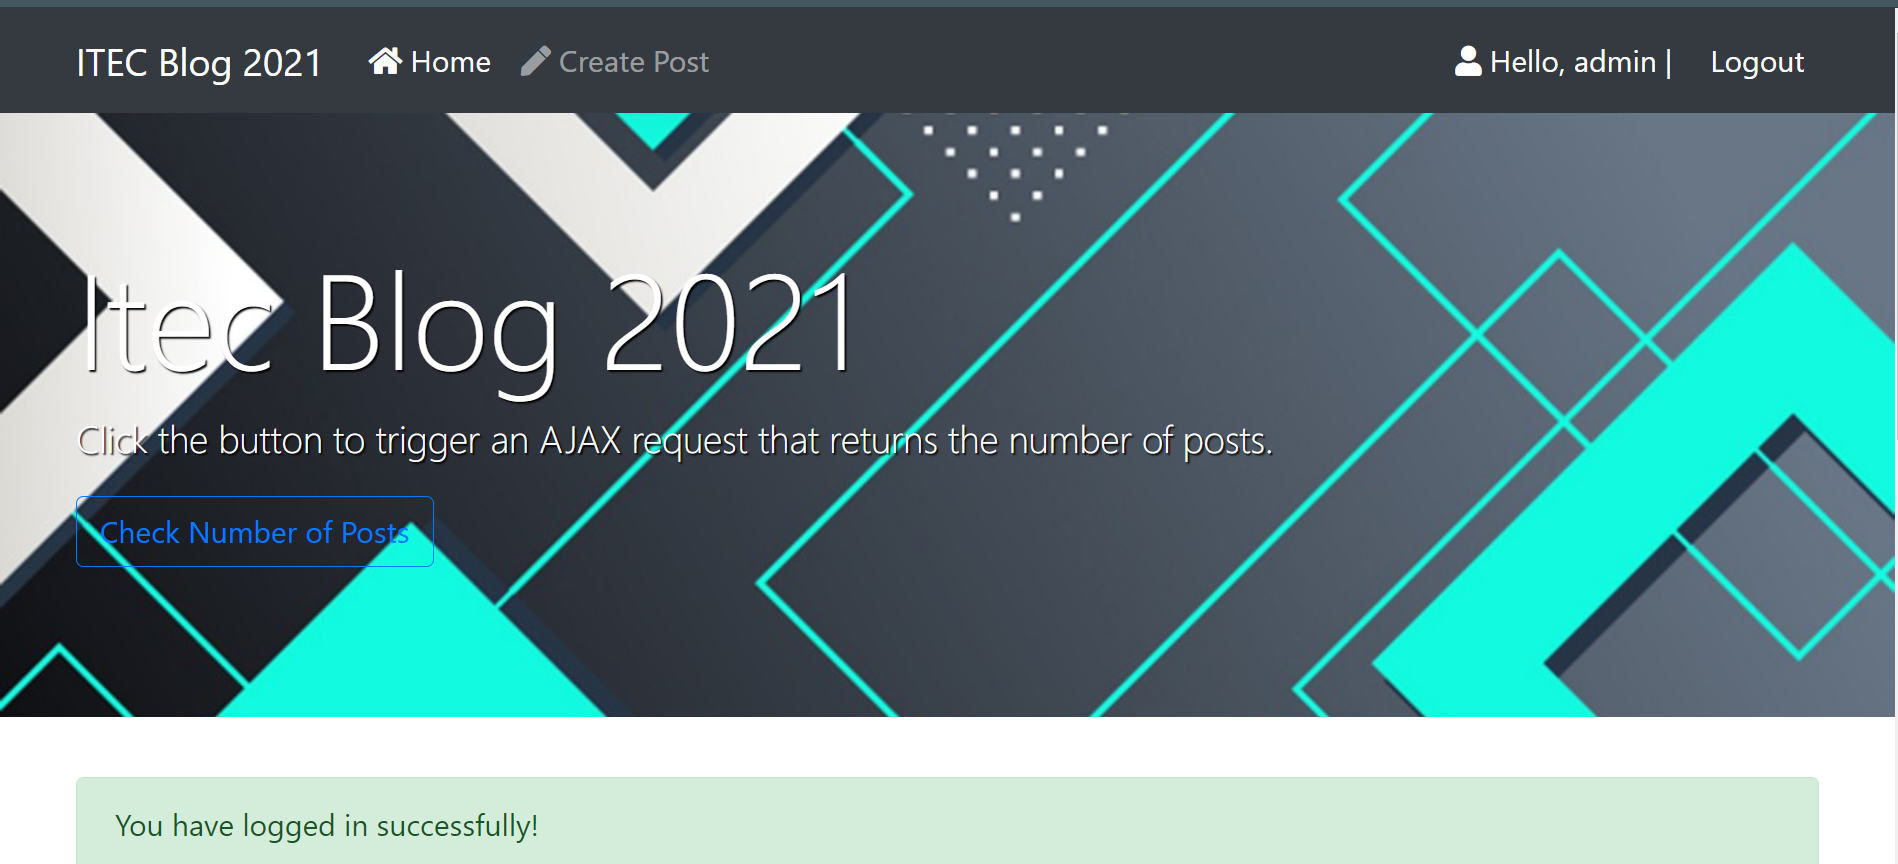 ITEC Blog 2021 Home Create Post Hello, admin | Logout
Itec Blog 2021
Click the button to trigger an AJAX request that returns the number of posts.
Check Number of Posts
You have logged in successfully!